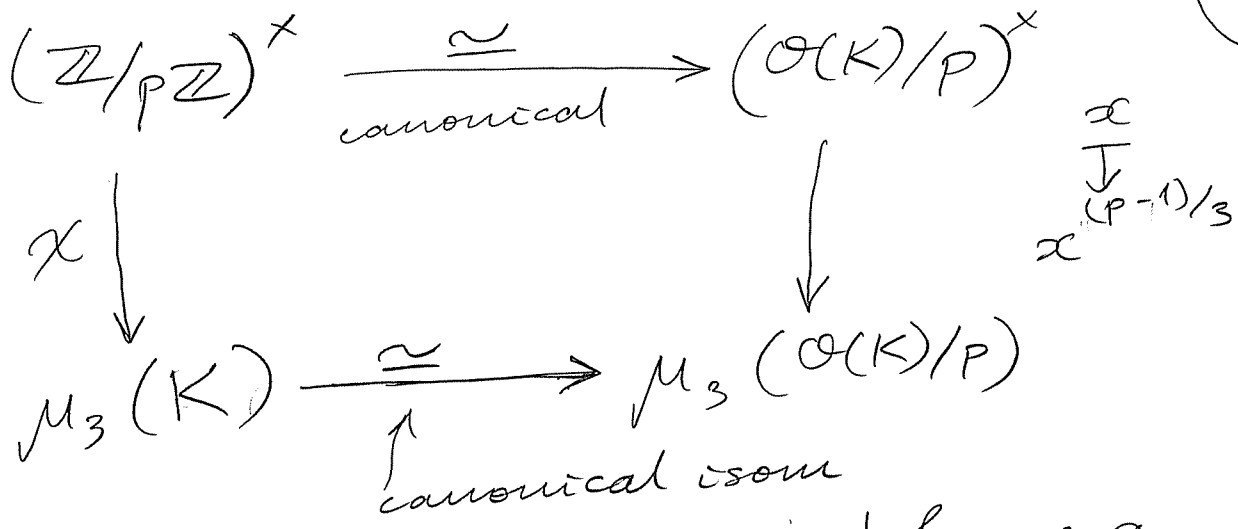 (ℤ/pℤ)^× ≃ (O(K)/p)^×
canonical
x
↧
χ x^{(p-1)/3}
μ₃(K) ≃ μ₃(O(K)/p)
canonical isom